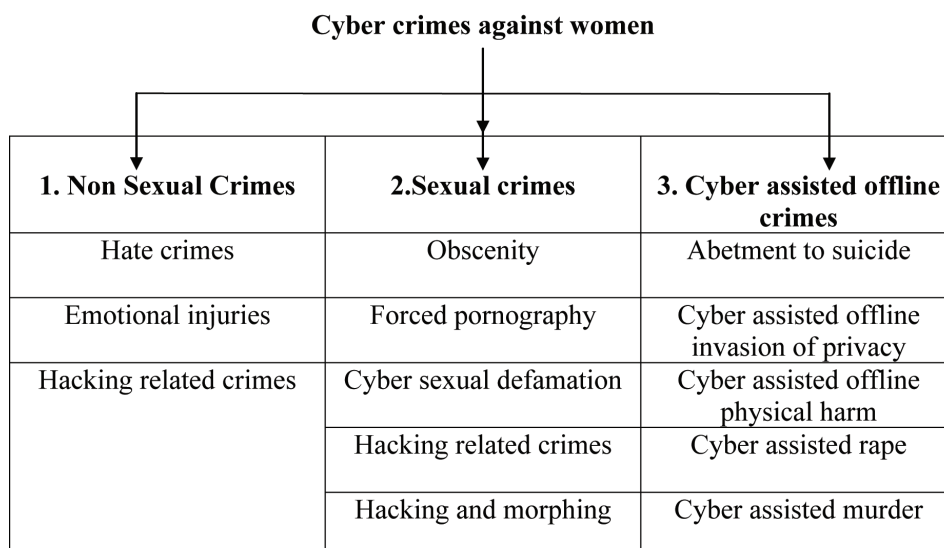 Cyber crimes against women
1. Non Sexual Crimes
2.Sexual crimes
3. Cyber assisted offline
crimes
Hate crimes
Obscenity
Abetment to suicide
Emotional injuries
Forced pornography
Cyber assisted offline
invasion of privacy
Hacking related crimes
Cyber sexual defamation
Cyber assisted offline
physical harm
Hacking related crimes
Cyber assisted rape
Hacking and morphing
Cyber assisted murder